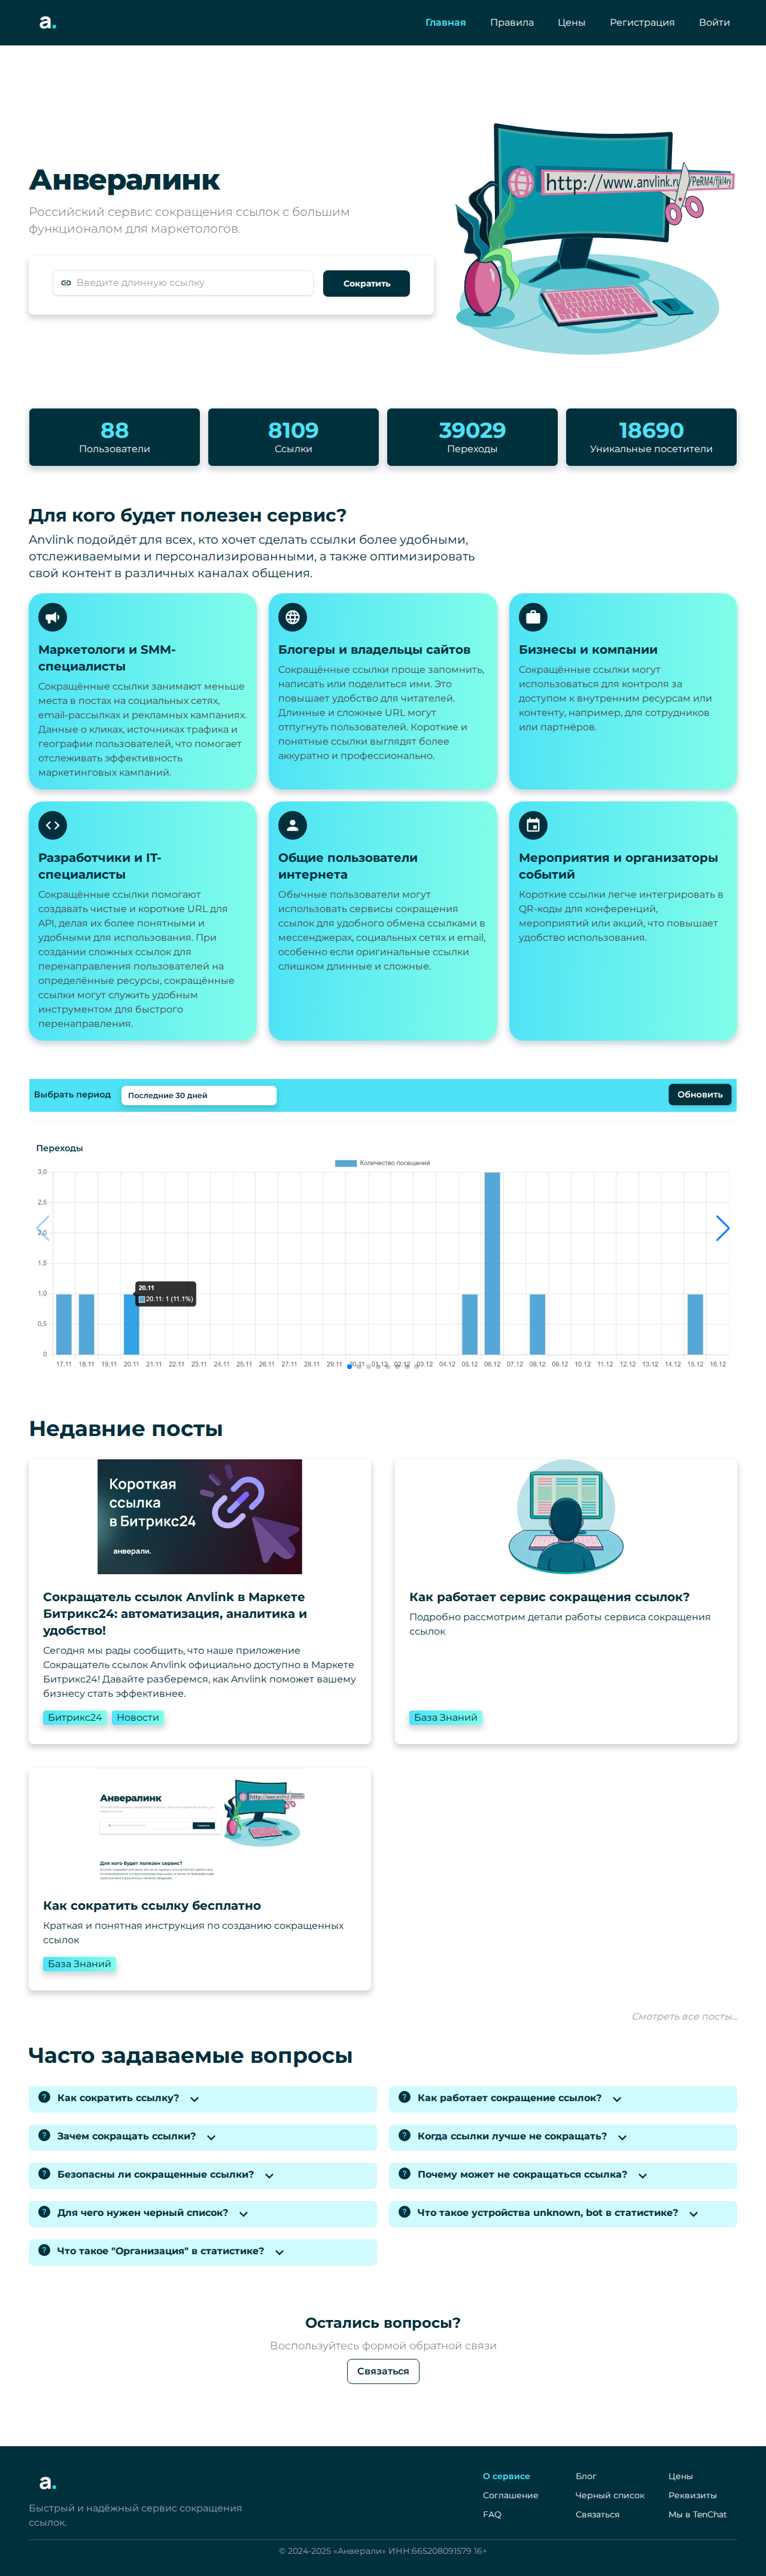 a.
Главная Правила Цены Регистрация Войти
Анвералинк
Российский сервис сокращения ссылок с большим
функционалом для маркетологов.
Введите длинную ссылку
Сократить
http://www.anvlink.ru/PeRM4/fjkl4ry
88
Пользователи
8109
Ссылки
39029
Переходы
18690
Уникальные посетители
Для кого будет полезен сервис?
Anvlink подойдёт для всех, кто хочет сделать ссылки более удобными,
отслеживаемыми и персонализированными, а также оптимизировать
свой контент в различных каналах общения.
Маркетологи и SMM-
специалисты
Сокращённые ссылки занимают меньше
места в постах на социальных сетях,
email-рассылках и рекламных кампаниях.
Данные о кликах, источниках трафика и
географии пользователей, что помогает
отслеживать эффективность
маркетинговых кампаний.
Блогеры и владельцы сайтов
Сокращённые ссылки проще запомнить,
написать или поделиться ими. Это
повышает удобство для читателей.
Длинные и сложные URL могут
отпугнуть пользователей. Короткие и
понятные ссылки выглядят более
аккуратно и профессионально.
Бизнесы и компании
Сокращённые ссылки могут
использоваться для контроля за
доступом к внутренним ресурсам или
контенту, например, для сотрудников
или партнёров.
Разработчики и IT-
специалисты
Сокращённые ссылки помогают
создавать чистые и короткие URL для
API, делая их более понятными и
удобными для использования. При
создании сложных ссылок для
перенаправления пользователей на
определённые ресурсы, сокращённые
ссылки могут служить удобным
инструментом для быстрого
перенаправления.
Общие пользователи
интернета
Обычные пользователи могут
использовать сервисы сокращения
ссылок для удобного обмена ссылками в
мессенджерах, социальных сетях и email,
особенно если оригинальные ссылки
слишком длинные и сложные.
Мероприятия и организаторы
событий
Короткие ссылки легче интегрировать в
QR-коды для конференций,
мероприятий или акций, что повышает
удобство использования.
Выбрать период
Последние 30 дней
Обновить
Переходы
Количество посещений
3,0
2,5
2,0
1,5
1,0
0,5
0
20.11
20.11: 1 (11.1%)
17.11 18.11 19.11 20.11 21.11 22.11 23.11 24.11 25.11 26.11 27.11 28.11 29.11 30.11 01.12 02.12 03.12 04.12 05.12 06.12 07.12 08.12 09.12 10.12 11.12 12.12 13.12 14.12 15.12 16.12
Недавние посты
Короткая
ссылка
в Битрикс24
анверали.
Сокращатель ссылок Anvlink в Маркете
Битрикс24: автоматизация, аналитика и
удобство!
Сегодня мы рады сообщить, что наше приложение
Сокращатель ссылок Anvlink официально доступно в Маркете
Битрикс24! Давайте разберемся, как Anvlink поможет вашему
бизнесу стать эффективнее.
Битрикс24 Новости
Как работает сервис сокращения ссылок?
Подробно рассмотрим детали работы сервиса сокращения
ссылок
База Знаний
Анвералинк
Для кого будет полезен сервис?
Как сократить ссылку бесплатно
Краткая и понятная инструкция по созданию сокращенных
ссылок
База Знаний
Смотреть все посты...
Часто задаваемые вопросы
? Как сократить ссылку?
? Как работает сокращение ссылок?
? Зачем сокращать ссылки?
? Когда ссылки лучше не сокращать?
? Безопасны ли сокращенные ссылки?
? Почему может не сокращаться ссылка?
? Для чего нужен черный список?
? Что такое устройства unknown, bot в статистике?
? Что такое "Организация" в статистике?
Остались вопросы?
Воспользуйтесь формой обратной связи
Связаться
a.
Быстрый и надёжный сервис сокращения
ссылок.
О сервисе Блог Цены
Соглашение Черный список Реквизиты
FAQ Связаться Мы в TenChat
© 2024-2025 «Анверали» ИНН:665208091579 16+